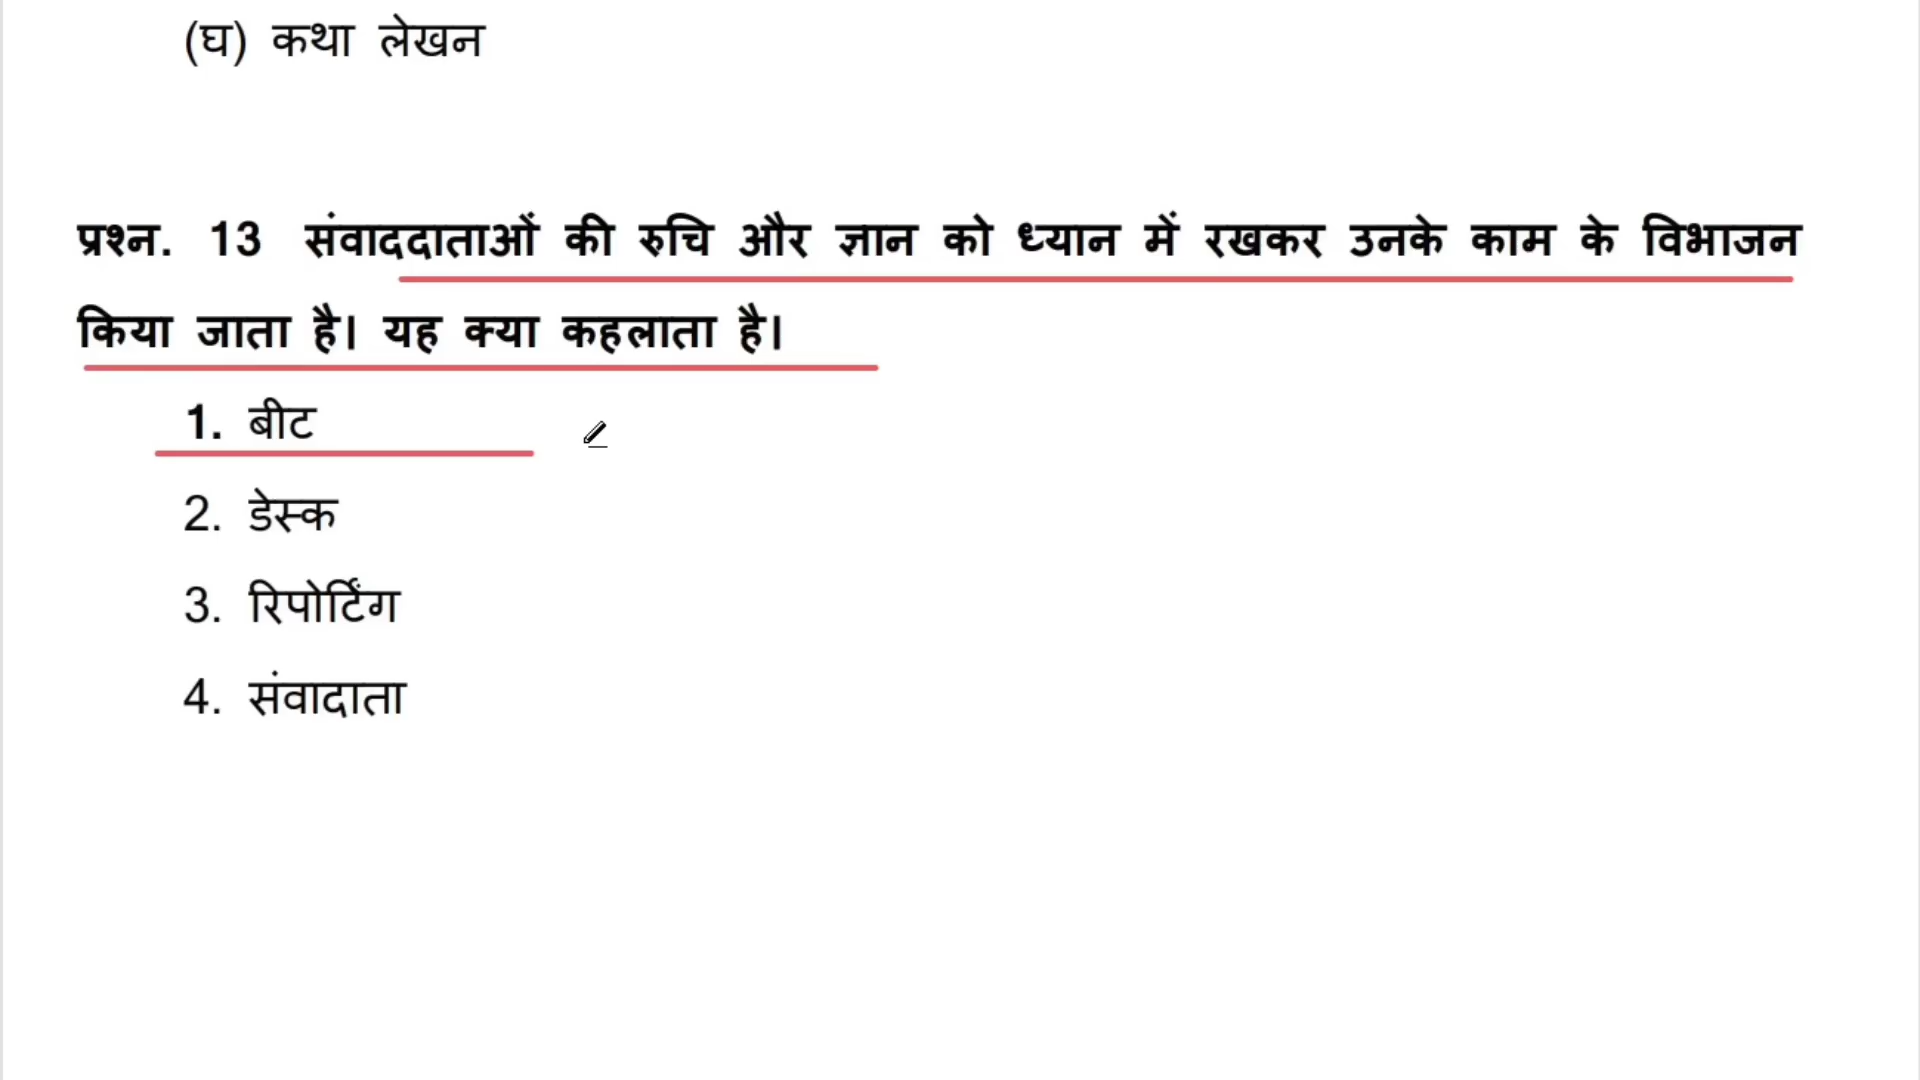 (घ) कथा लेखन
प्रश्न. 13 संवाददाताओं की रुचि और ज्ञान को ध्यान में रखकर उनके काम के विभाजन
किया जाता है। यह क्या कहलाता है।
1. बीट
2. डेस्क
3. रिपोर्टिंग
4. संवादाता